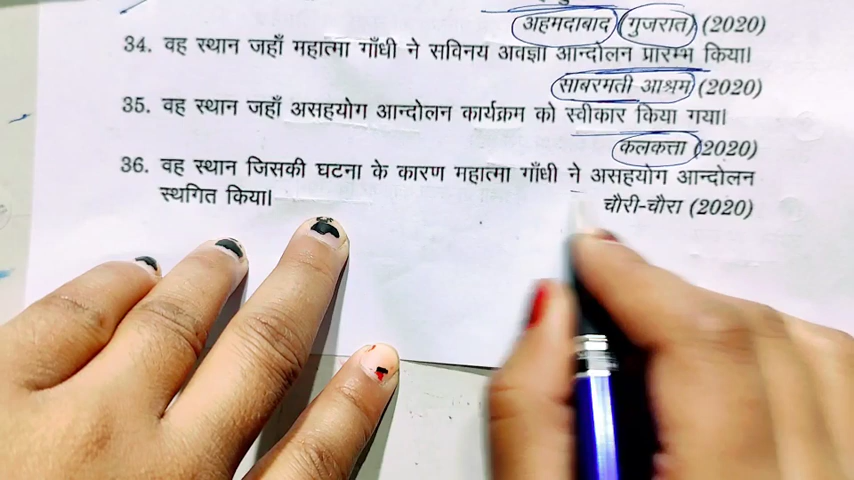 अहमदाबाद (गुजरात) (2020)
34. वह स्थान जहाँ महात्मा गाँधी ने सविनय अवज्ञा आन्दोलन प्रारम्भ किया।
साबरमती आश्रम (2020)
35. वह स्थान जहाँ असहयोग आन्दोलन कार्यक्रम को स्वीकार किया गया।
कलकत्ता (2020)
36. वह स्थान जिसकी घटना के कारण महात्मा गाँधी ने असहयोग आन्दोलन
स्थगित किया।
चौरी-चौरा (2020)